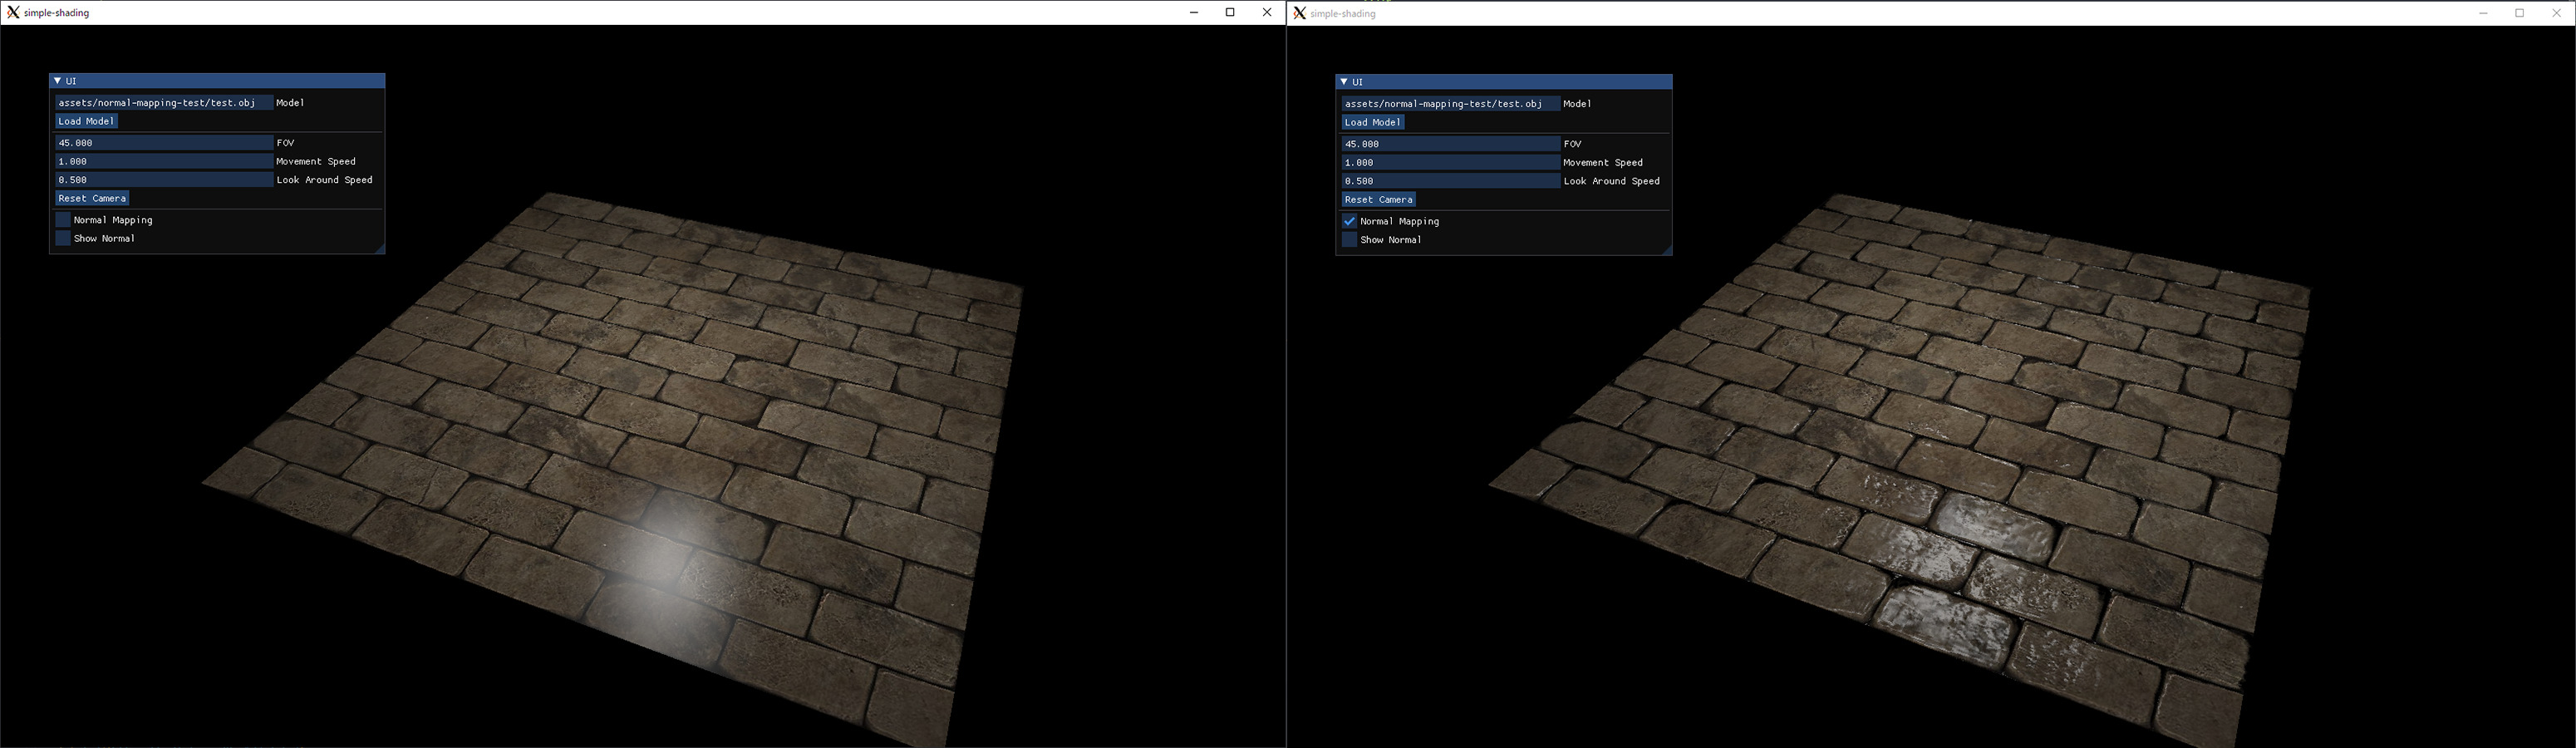 simple-shading
UI
assets/normal-mapping-test/test.obj Model
Load Model
45.000 FOV
1.000 Movement Speed
0.500 Look Around Speed
Reset Camera
Normal Mapping
Show Normal
simple-shading
UI
assets/normal-mapping-test/test.obj Model
Load Model
45.000 FOV
1.000 Movement Speed
0.500 Look Around Speed
Reset Camera
Normal Mapping
Show Normal